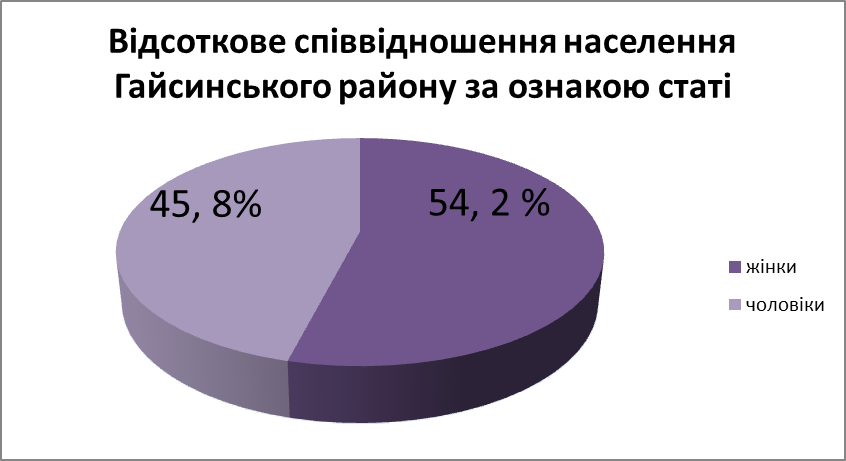 Відсоткове співвідношення населення
Гайсинського району за ознакою статі
45, 8%
54, 2 %
жінки
чоловіки